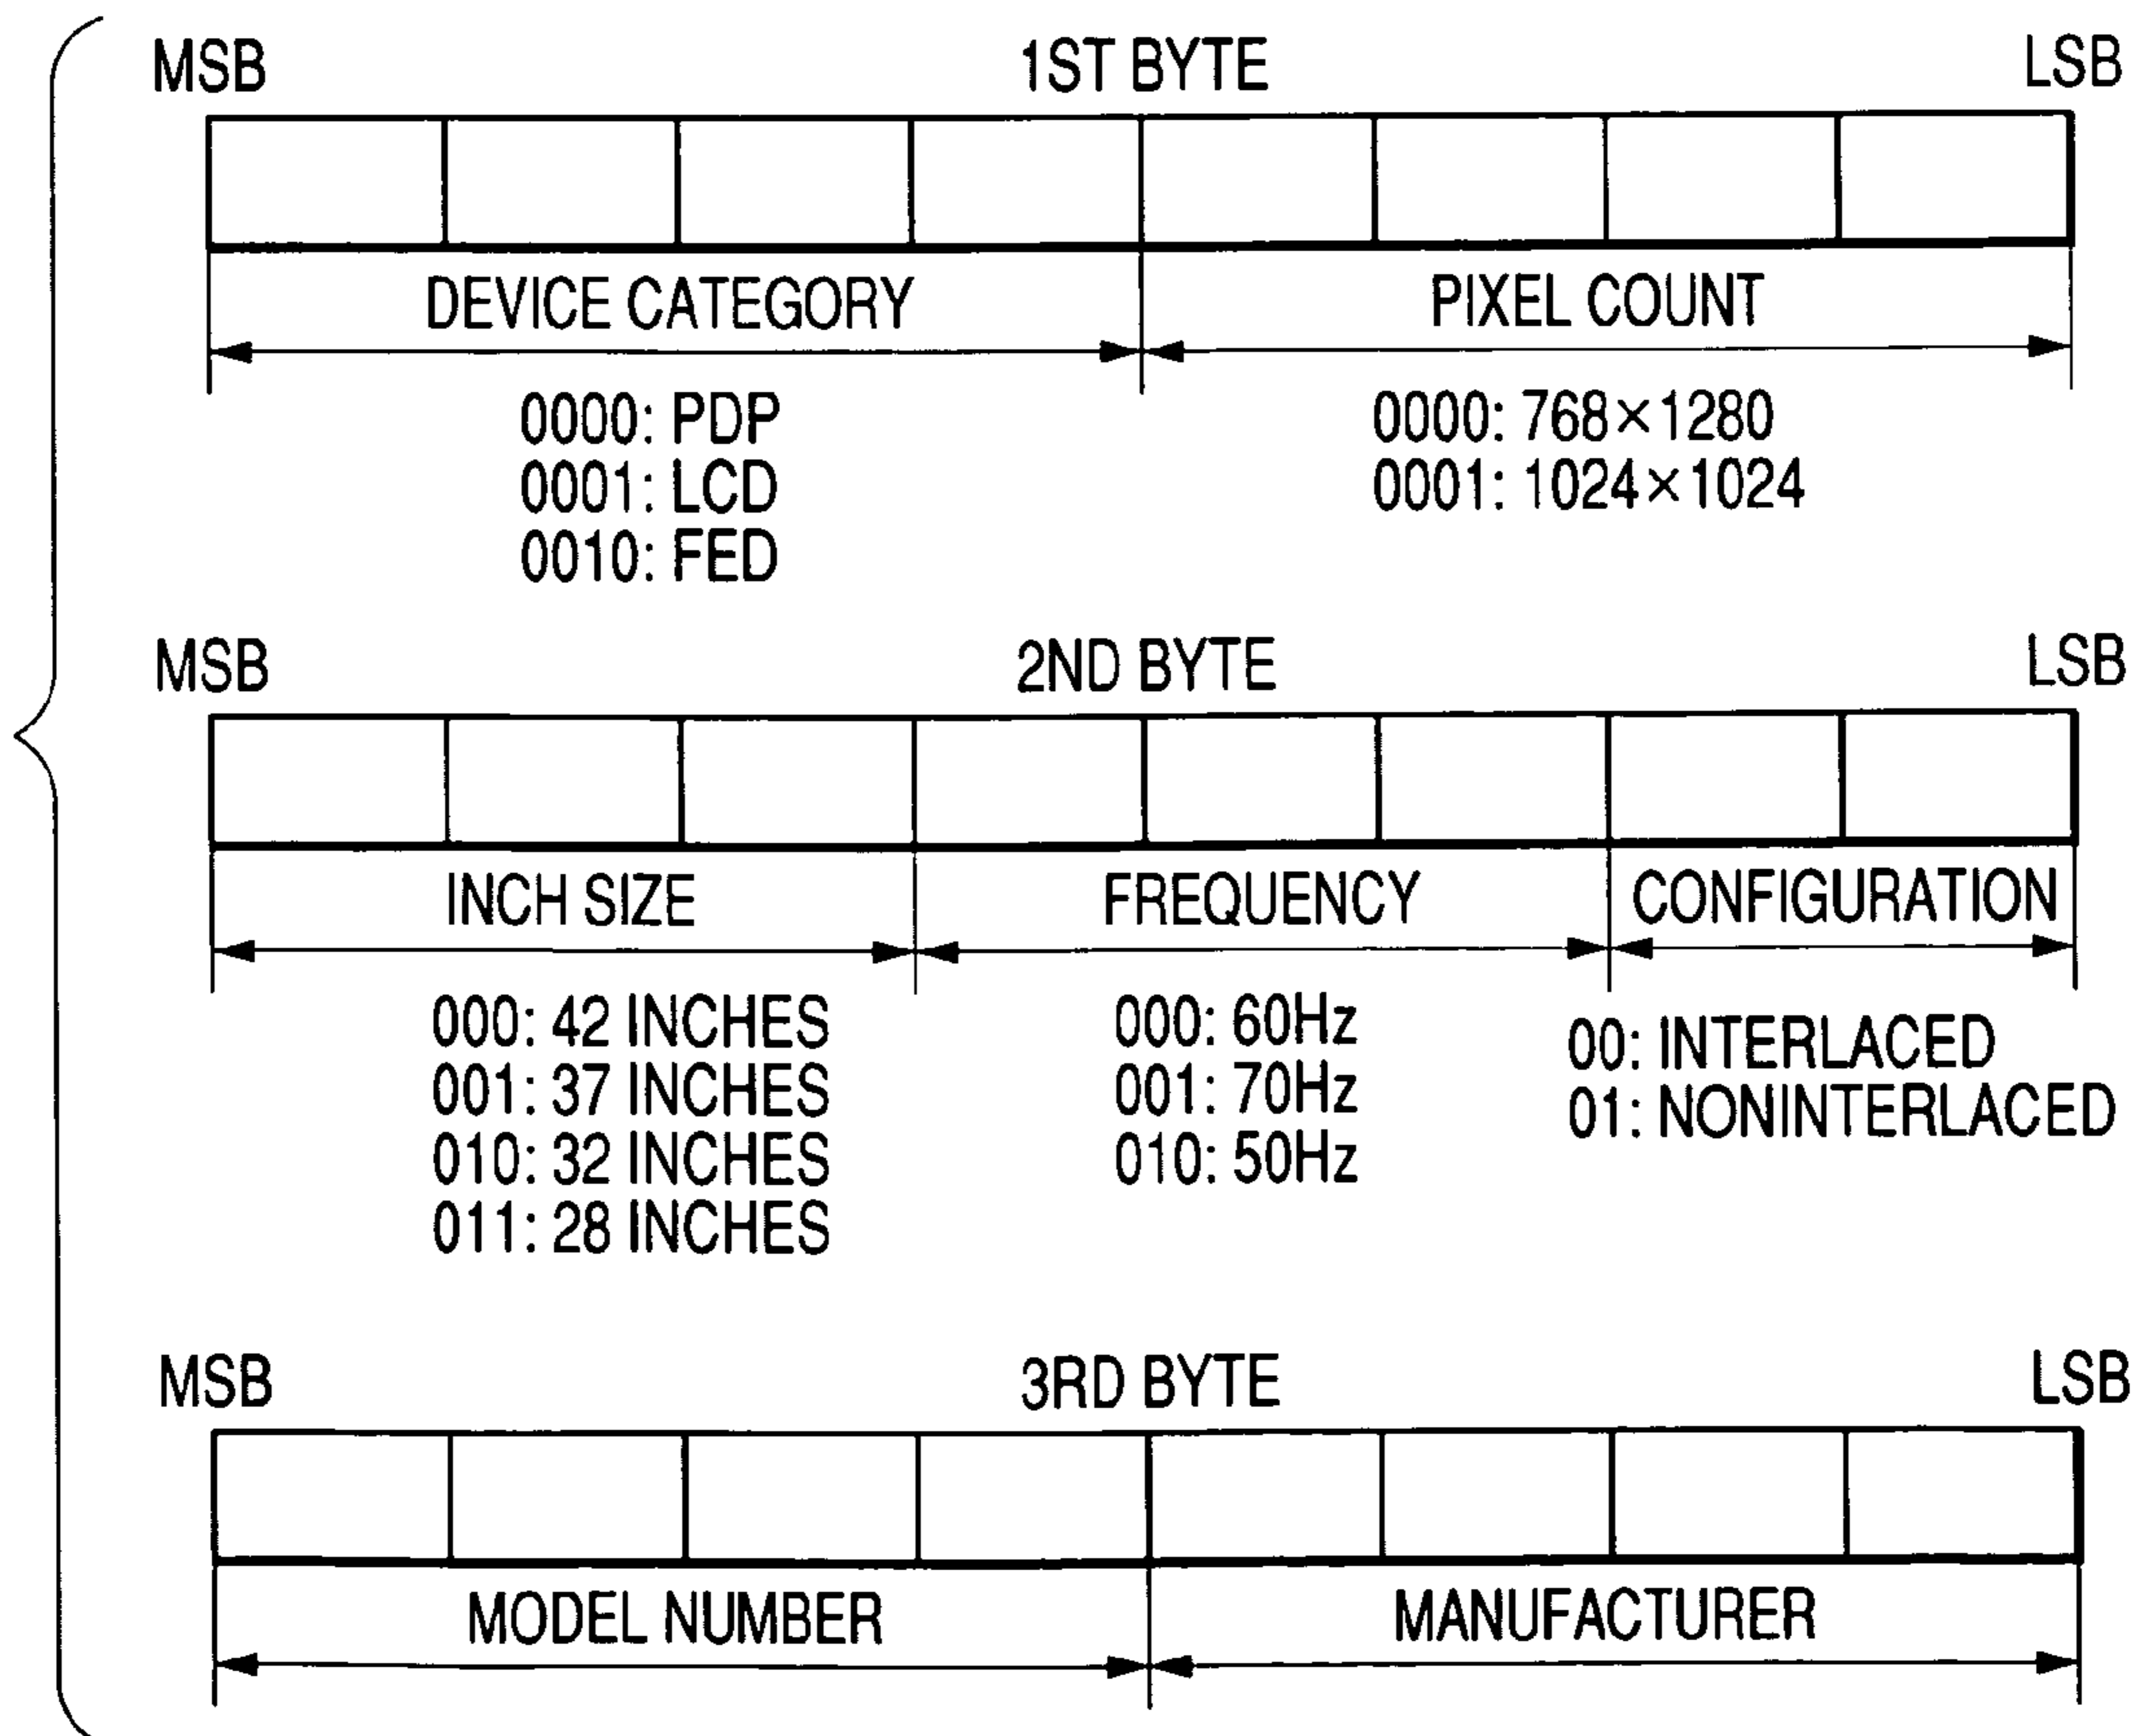 MSB 1ST BYTE LSB
DEVICE CATEGORY PIXEL COUNT
0000: PDP
0001: LCD
0010: FED
0000: 768×1280
0001: 1024×1024
MSB 2ND BYTE LSB
INCH SIZE FREQUENCY CONFIGURATION
000: 42 INCHES
001: 37 INCHES
010: 32 INCHES
011: 28 INCHES
000: 60Hz
001: 70Hz
010: 50Hz
00: INTERLACED
01: NONINTERLACED
MSB 3RD BYTE LSB
MODEL NUMBER MANUFACTURER